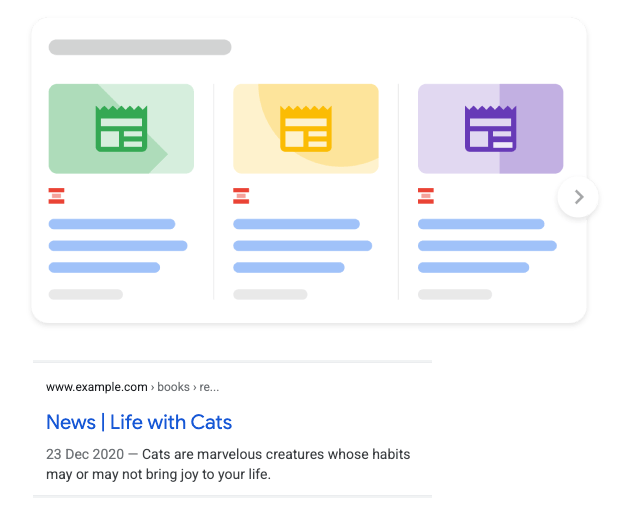 www.example.com › books › re...
News | Life with Cats
23 Dec 2020 — Cats are marvelous creatures whose habits
may or may not bring joy to your life.